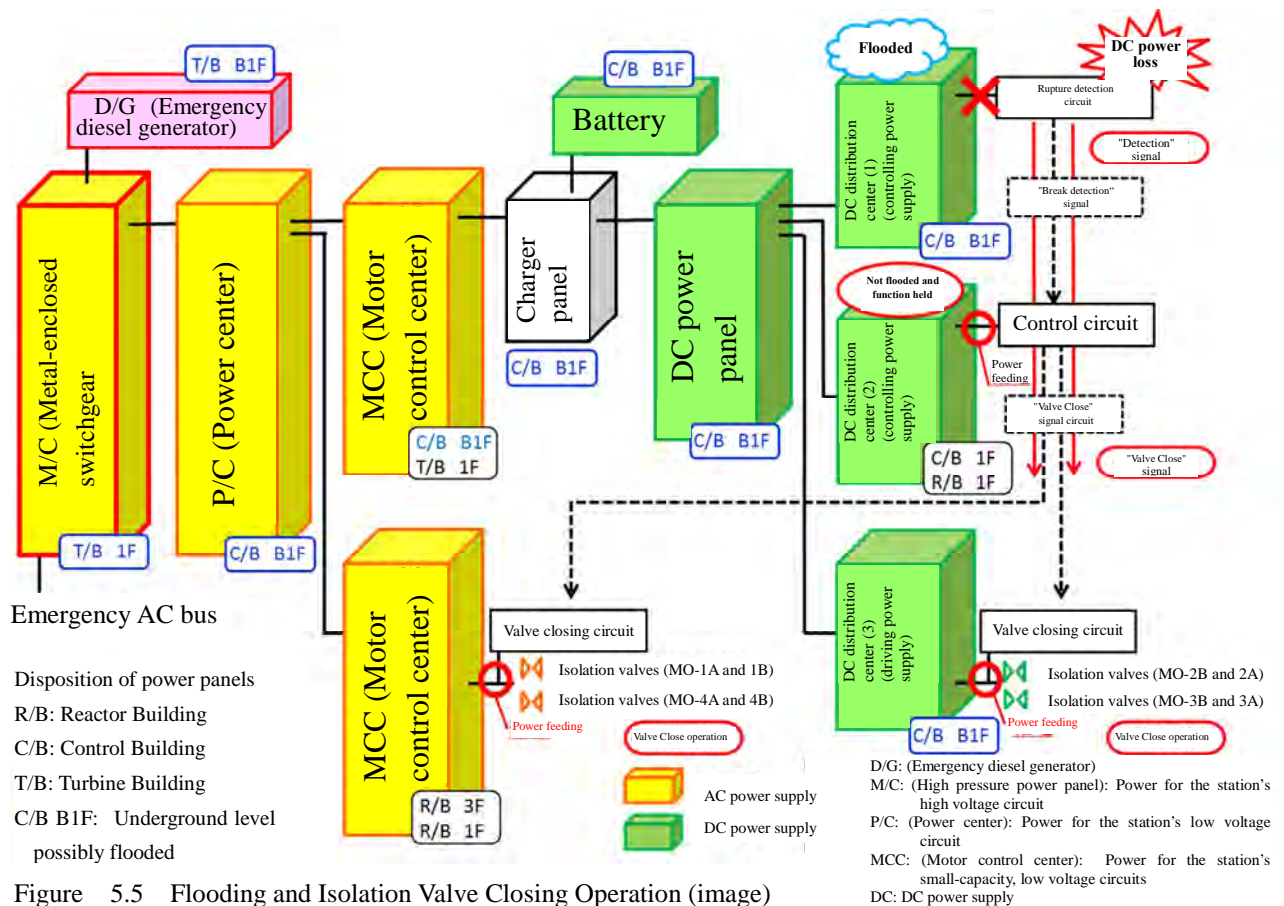 T/B B1F
D/G (Emergency
diesel generator)
C/B B1F
Battery
Flooded
DC power
loss
Rupture detection
circuit
"Detection"
signal
"Break detection"
signal
M/C (Metal-enclosed
switchgear
T/B 1F
P/C (Power center)
C/B B1F
MCC (Motor
control center)
C/B B1F
T/B 1F
Charger
panel
C/B B1F
DC power
panel
C/B B1F
DC distribution
center (1)
(controlling power
supply)
C/B B1F
Not flooded and
function held
DC distribution
center (2)
(controlling power
supply)
C/B 1F
R/B 1F
Power
feeding
Control circuit
"Valve Close"
signal circuit
"Valve Close"
signal
Emergency AC bus
MCC (Motor
control center)
R/B 3F
R/B 1F
Valve closing circuit
Isolation valves (MO-1A and 1B)
Isolation valves (MO-4A and 4B)
Power feeding
Valve Close operation
DC distribution
center (3)
(driving power
supply)
C/B B1F
Valve closing circuit
Isolation valves (MO-2B and 2A)
Isolation valves (MO-3B and 3A)
Power feeding
Valve Close operation
Disposition of power panels
R/B: Reactor Building
C/B: Control Building
T/B: Turbine Building
C/B B1F: Underground level
possibly flooded
AC power supply
DC power supply
D/G: (Emergency diesel generator)
M/C: (High pressure power panel): Power for the station's
high voltage circuit
P/C: (Power center): Power for the station's low voltage
circuit
MCC: (Motor control center): Power for the station's
small-capacity, low voltage circuits
DC: DC power supply
Figure 5.5 Flooding and Isolation Valve Closing Operation (image)